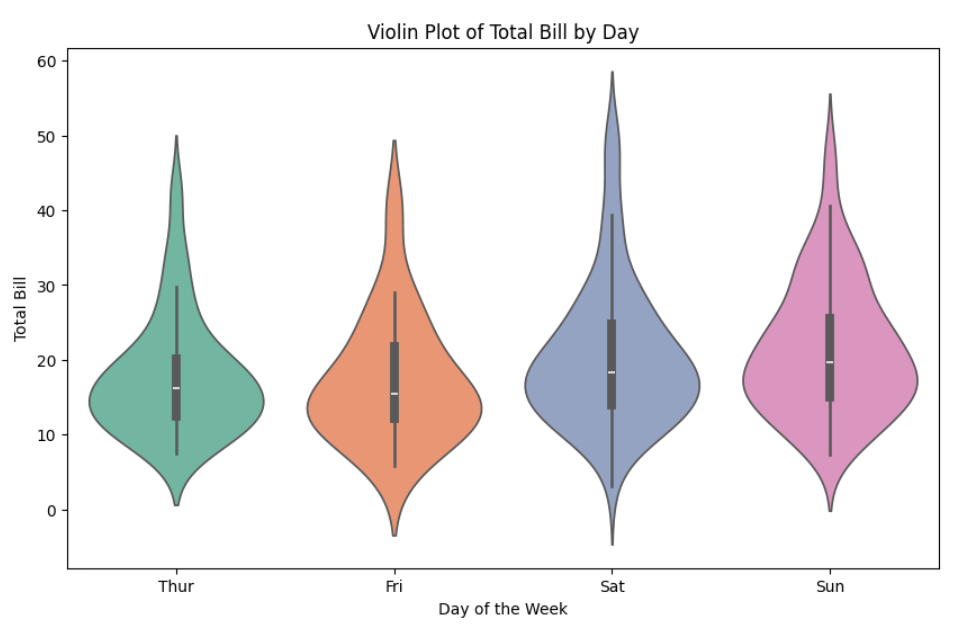 Violin Plot of Total Bill by Day
60
50
40
30
20
10
0
Total Bill
Thur Fri Sat Sun
Day of the Week